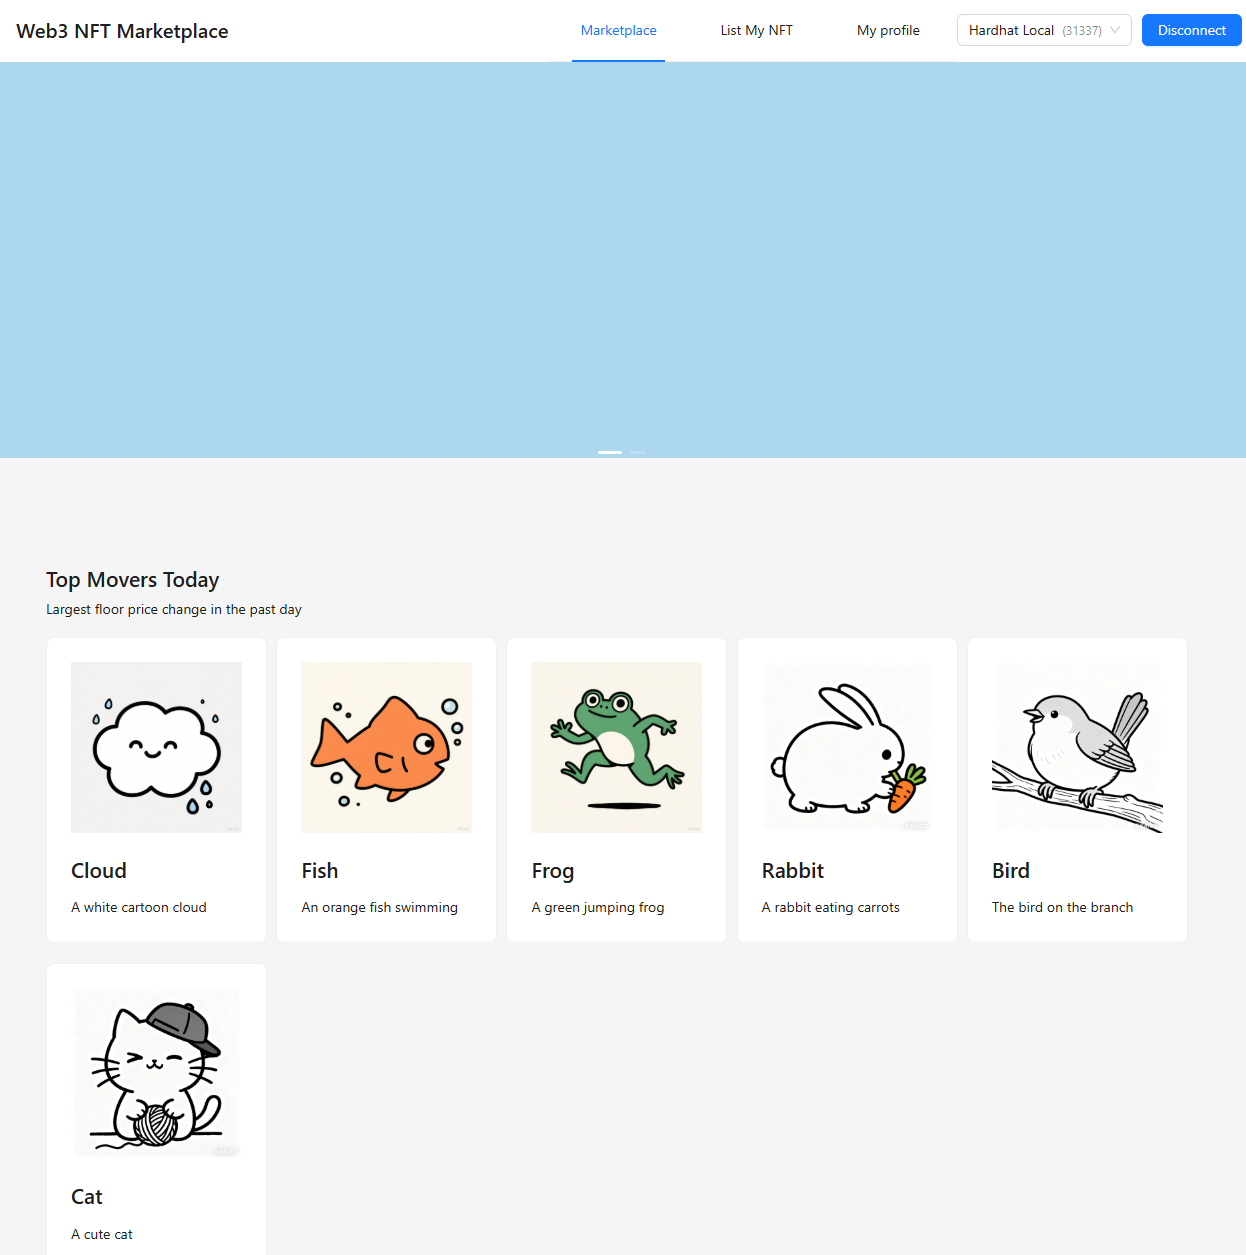 Web3 NFT Marketplace
Marketplace
List My NFT
My profile
Hardhat Local (31337)
Disconnect
Top Movers Today
Largest floor price change in the past day
Cloud
A white cartoon cloud
Fish
An orange fish swimming
Frog
A green jumping frog
Rabbit
A rabbit eating carrots
Bird
The bird on the branch
Cat
A cute cat